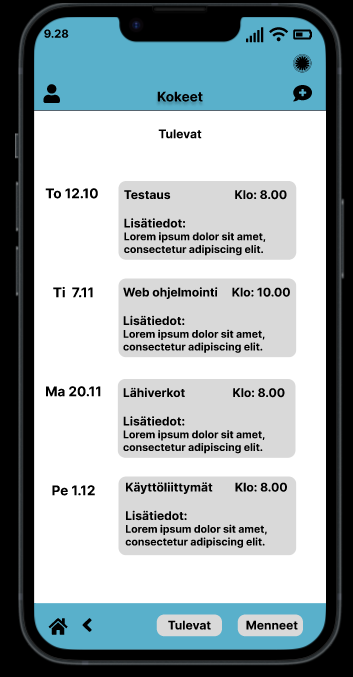 9.28
Kokeet
Tulevat
To 12.10
Testaus Klo: 8.00
Lisätiedot:
Lorem ipsum dolor sit amet,
consectetur adipiscing elit.
Ti 7.11
Web ohjelmointi Klo: 10.00
Lisätiedot:
Lorem ipsum dolor sit amet,
consectetur adipiscing elit.
Ma 20.11
Lähiverkot Klo: 8.00
Lisätiedot:
Lorem ipsum dolor sit amet,
consectetur adipiscing elit.
Pe 1.12
Käyttöliittymät Klo: 8.00
Lisätiedot:
Lorem ipsum dolor sit amet,
consectetur adipiscing elit.
Tulevat Menneet